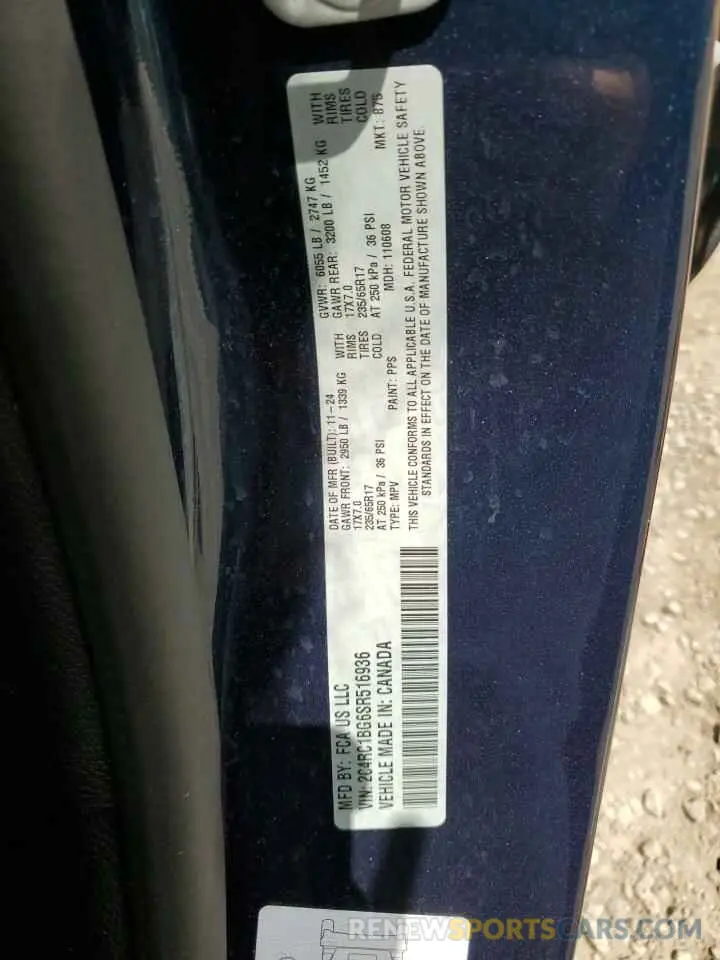 MFD BY: FCA US LLC
VIN: 2C4RC1BG6SR516936
VEHICLE MADE IN: CANADA
DATE OF MFR (BUILT): 11-24
GAWR FRONT: 2950 LB / 1339 KG WITH
17X7.0 RIMS
235/65R17 TIRES
AT 250 kPa / 36 PSI COLD
TYPE: MPV PAINT: PPS
GVWR: 6055 LB / 2747 KG
GAWR REAR: 3200 LB / 1452 KG WITH
17X7.0 RIMS
235/65R17 TIRES
AT 250 kPa / 36 PSI COLD
MDH: 110608 MKT: 875
THIS VEHICLE CONFORMS TO ALL APPLICABLE U.S.A. FEDERAL MOTOR VEHICLE SAFETY
STANDARDS IN EFFECT ON THE DATE OF MANUFACTURE SHOWN ABOVE.
RENEWSPORTSCARS.COM